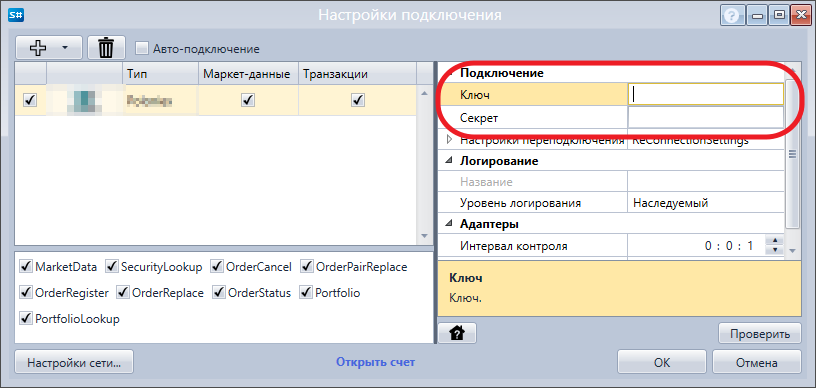 S#
Настройки подключения
Авто-подключение
Тип
Маркет-данные
Транзакции
Подключение
Ключ
Секрет
Настройки переподключения ReConnectionSettings
Логирование
Название
Уровень логирования Наследуемый
Адаптеры
Интервал контроля 0 : 0 : 1
MarketData SecurityLookup OrderCancel OrderPairReplace
OrderRegister OrderReplace OrderStatus Portfolio
PortfolioLookup
Ключ
Ключ.
Проверить
Настройки сети...
Открыть счет
OK
Отмена